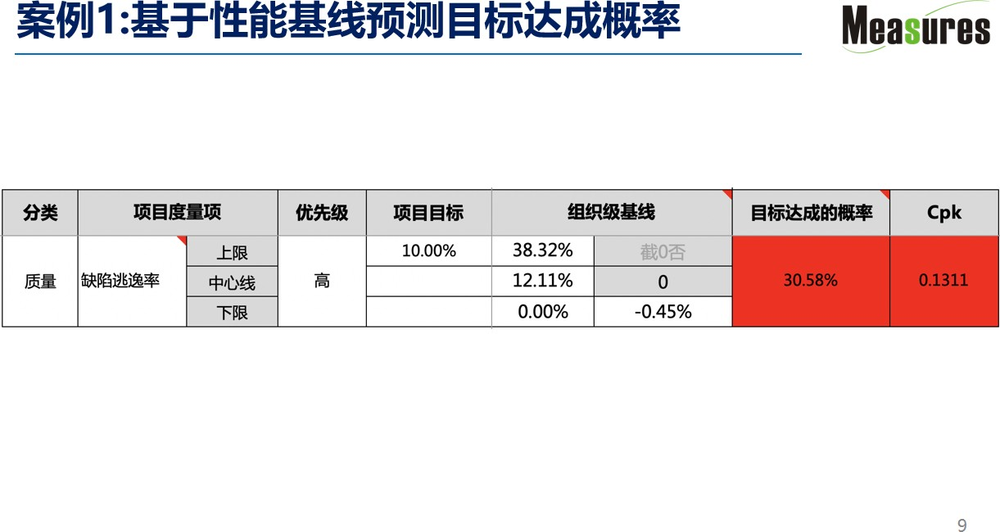 案例1:基于性能基线预测目标达成概率
Measures
分类 项目度量项 优先级 项目目标 组织级基线 目标达成的概率 Cpk
质量 缺陷逃逸率 上限 高 10.00% 38.32% 截0否 30.58% 0.1311
中心线 12.11% 0
下限 0.00% -0.45%
9